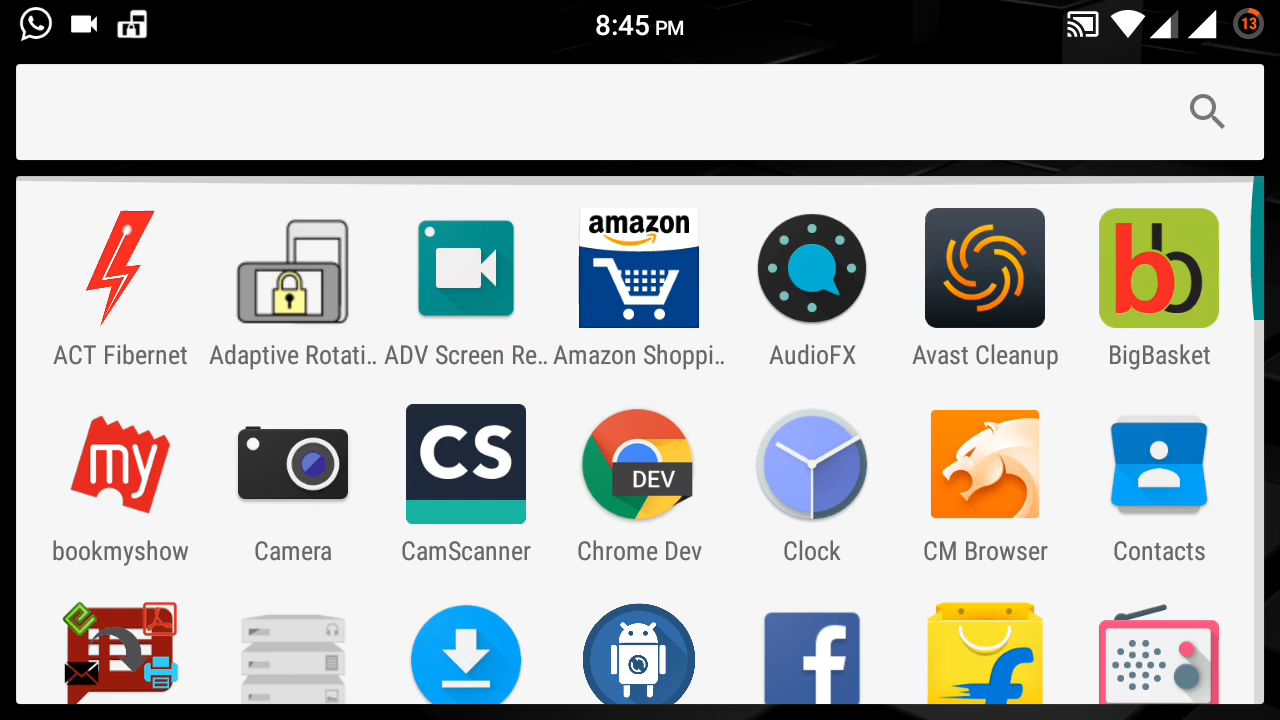 8:45 PM
13
amazon
bb
ACT Fibernet
Adaptive Rotati..
ADV Screen Re..
Amazon Shoppi..
AudioFX
Avast Cleanup
BigBasket
my
CS
DEV
bookmyshow
Camera
CamScanner
Chrome Dev
Clock
CM Browser
Contacts
e
f
f